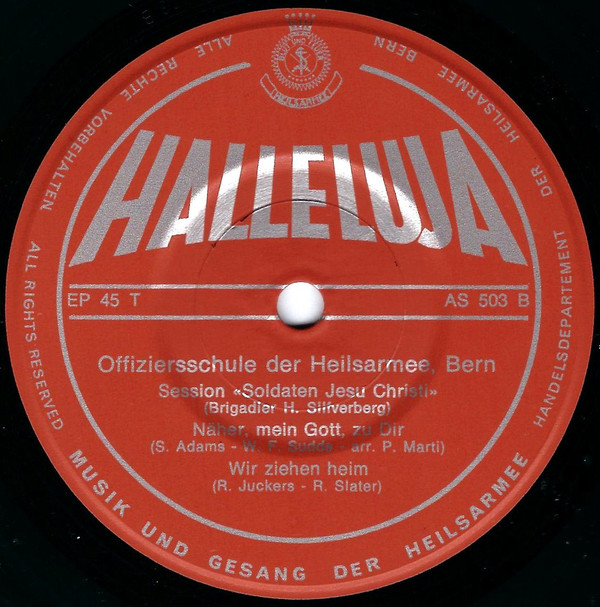 HEILSARMEE
HALLELUJA
EP 45 T
AS 503 B
Offiziersschule der Heilsarmee, Bern
Session «Soldaten Jesu Christi»
(Brigadier H. Silfverberg)
Näher, mein Gott, zu Dir
(S. Adams - W. F. Sudds - arr. P. Marti)
Wir ziehen heim
(R. Juckers - R. Slater)
MUSIK UND GESANG DER HEILSARMEE
HANDELSDEPARTEMENT DER HEILSARMEE BERN
ALLE RECHTE VORBEHALTEN
ALL RIGHTS RESERVED